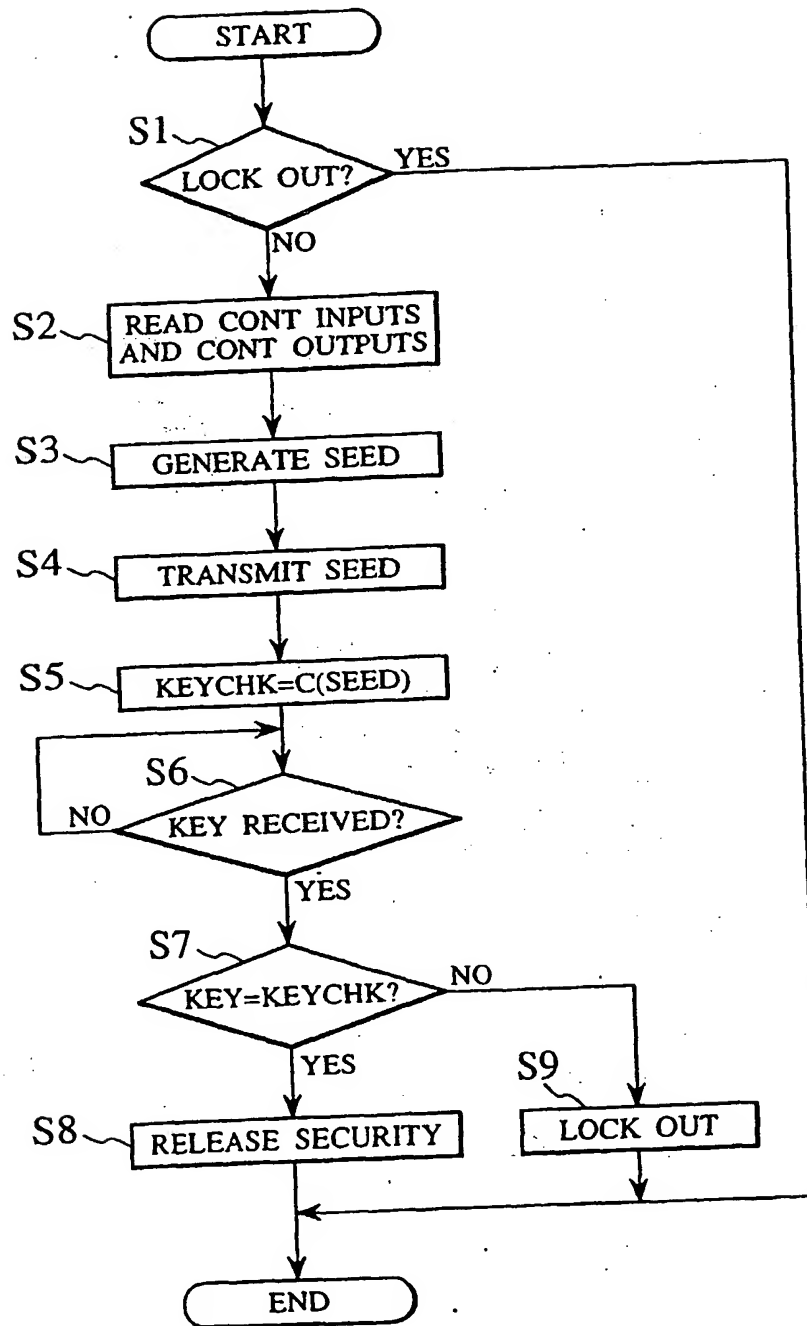 START
S1
LOCK OUT?
YES
NO
S2
READ CONT INPUTS
AND CONT OUTPUTS
S3
GENERATE SEED
S4
TRANSMIT SEED
S5
KEYCHK=C(SEED)
S6
NO
KEY RECEIVED?
YES
S7
NO
KEY=KEYCHK?
YES
S9
S8
RELEASE SECURITY
LOCK OUT
END